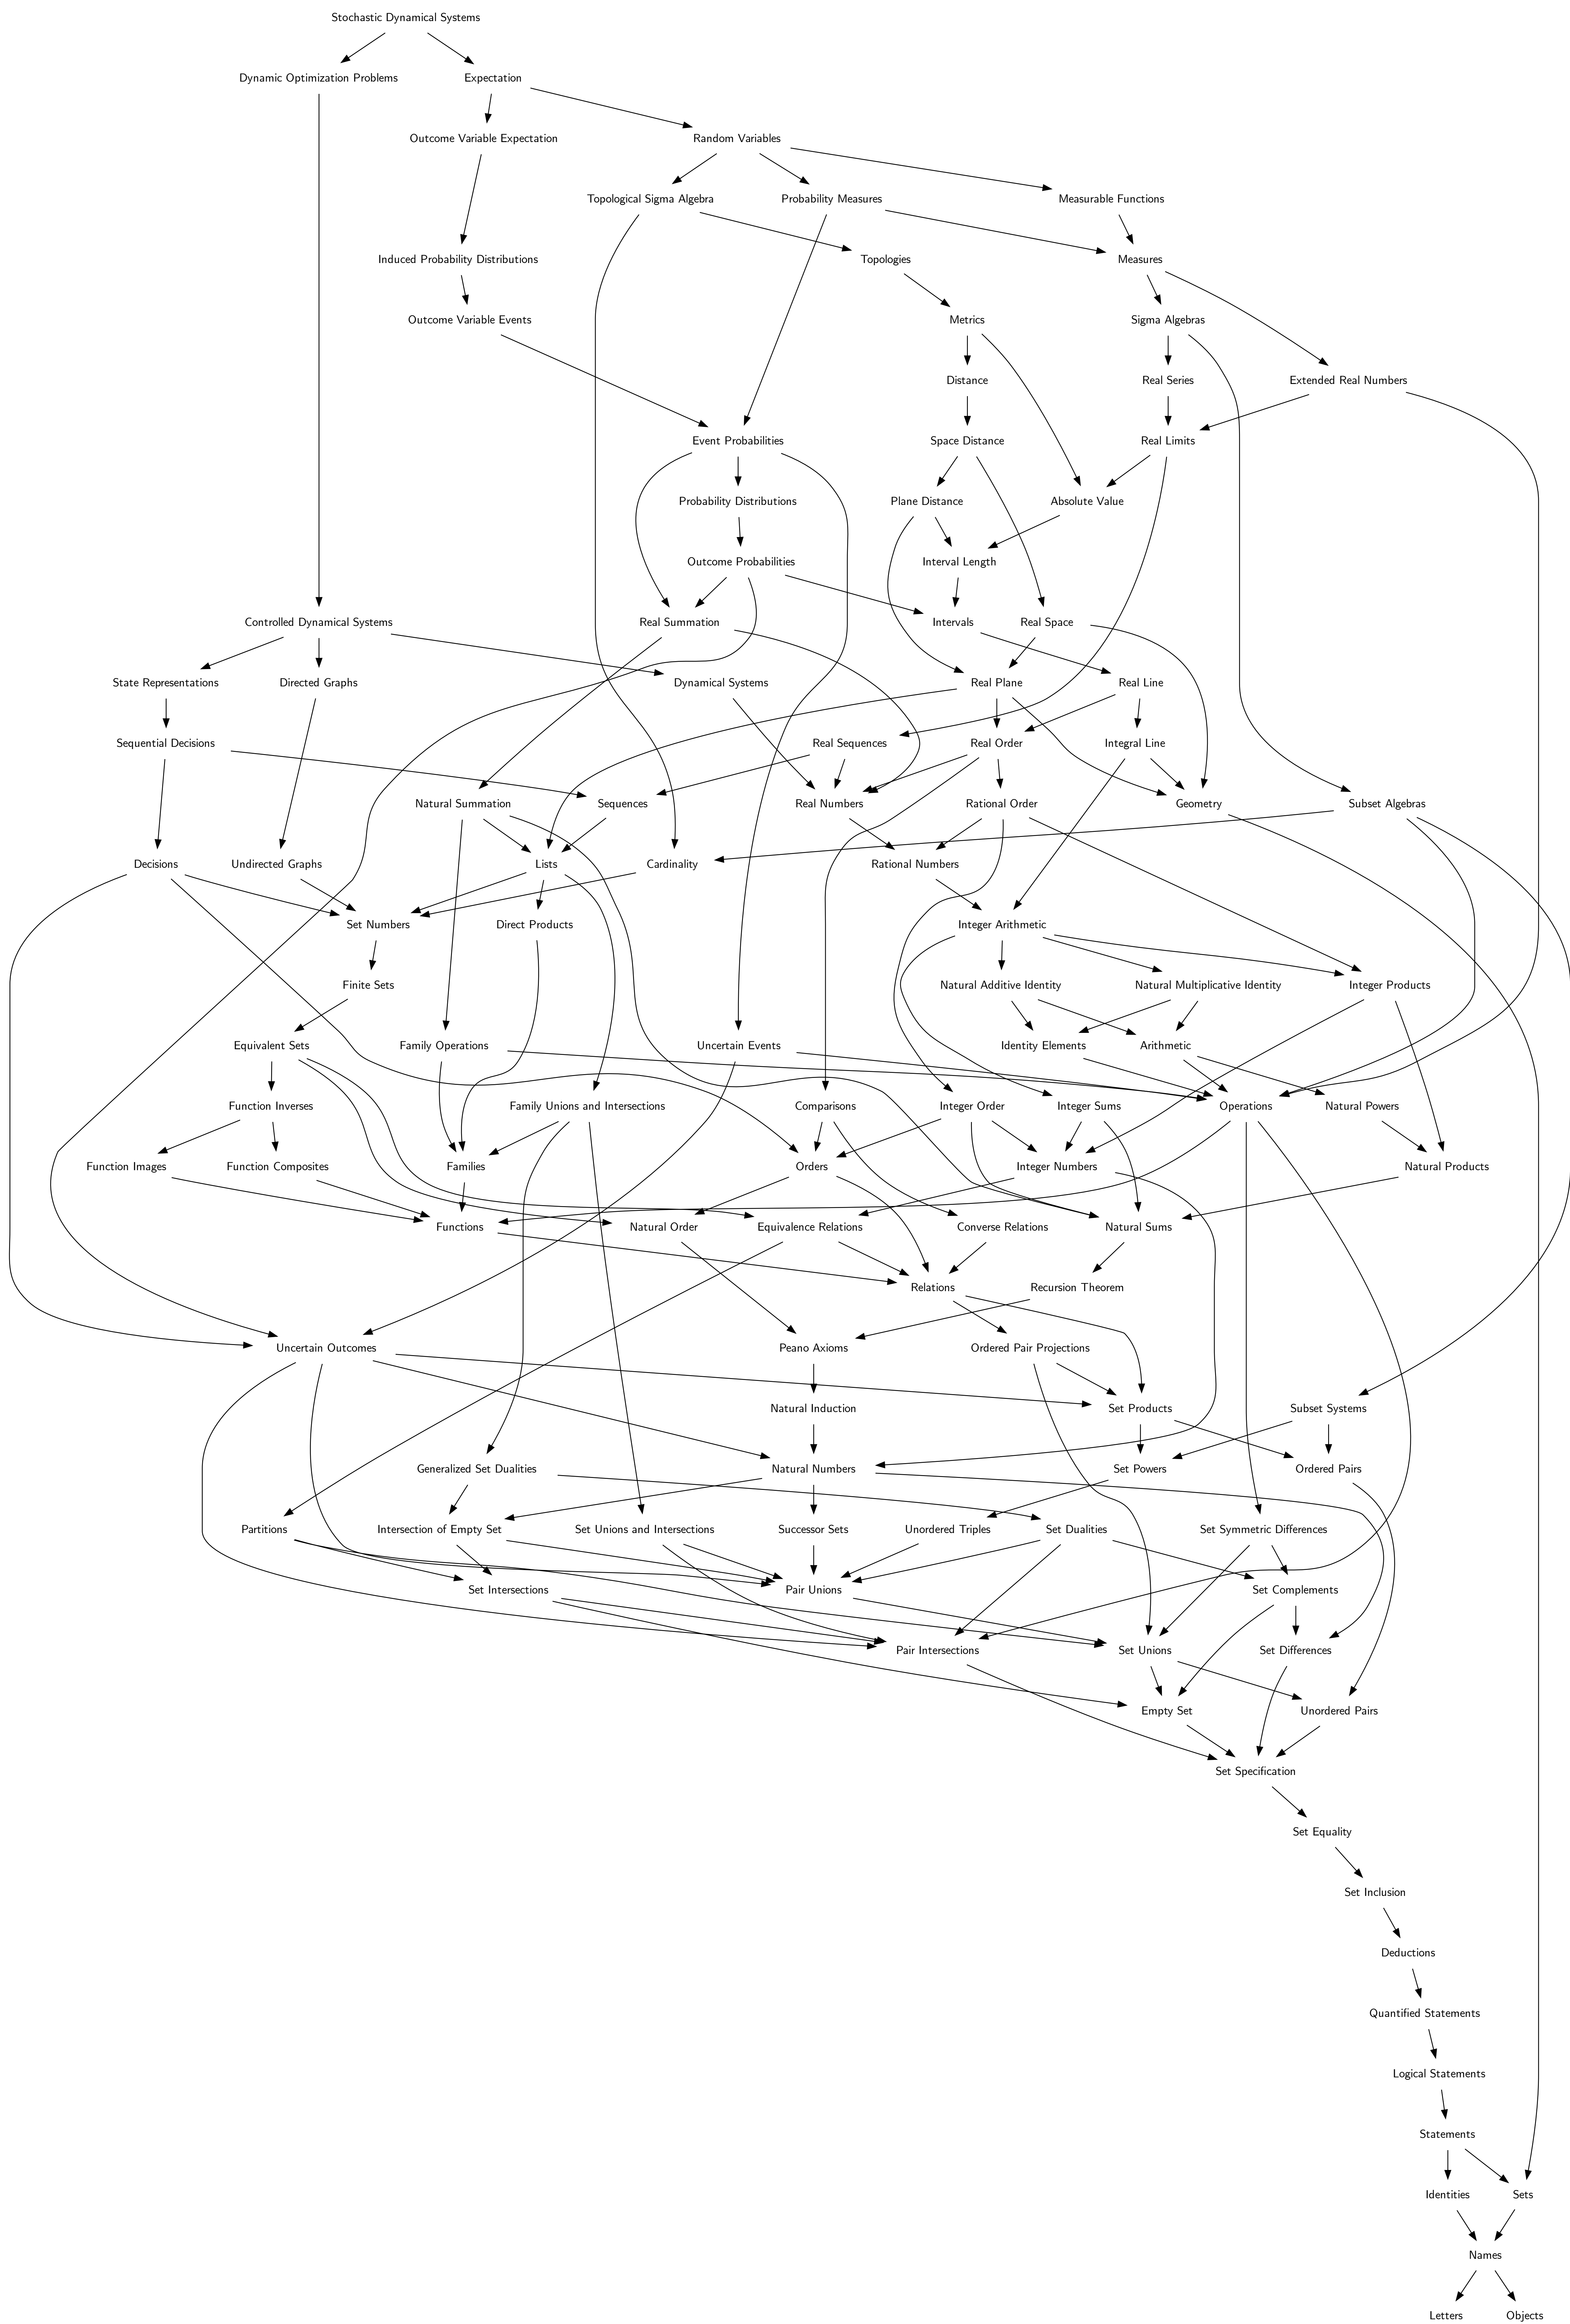 Stochastic Dynamical Systems
Dynamic Optimization Problems
Expectation
Outcome Variable Expectation
Random Variables
Topological Sigma Algebra
Probability Measures
Measurable Functions
Induced Probability Distributions
Topologies
Measures
Outcome Variable Events
Metrics
Sigma Algebras
Distance
Real Series
Extended Real Numbers
Event Probabilities
Space Distance
Real Limits
Probability Distributions
Plane Distance
Absolute Value
Outcome Probabilities
Interval Length
Controlled Dynamical Systems
Real Summation
Intervals
Real Space
State Representations
Directed Graphs
Dynamical Systems
Real Plane
Real Line
Sequential Decisions
Real Sequences
Real Order
Integral Line
Natural Summation
Sequences
Real Numbers
Rational Order
Geometry
Subset Algebras
Decisions
Undirected Graphs
Lists
Cardinality
Rational Numbers
Set Numbers
Direct Products
Integer Arithmetic
Finite Sets
Natural Additive Identity
Natural Multiplicative Identity
Integer Products
Equivalent Sets
Family Operations
Uncertain Events
Identity Elements
Arithmetic
Function Inverses
Family Unions and Intersections
Comparisons
Integer Order
Integer Sums
Operations
Natural Powers
Function Images
Function Composites
Families
Orders
Integer Numbers
Natural Products
Functions
Natural Order
Equivalence Relations
Converse Relations
Natural Sums
Relations
Recursion Theorem
Uncertain Outcomes
Peano Axioms
Ordered Pair Projections
Natural Induction
Set Products
Subset Systems
Generalized Set Dualities
Natural Numbers
Set Powers
Ordered Pairs
Partitions
Intersection of Empty Set
Set Unions and Intersections
Successor Sets
Unordered Triples
Set Dualities
Set Symmetric Differences
Set Intersections
Pair Unions
Set Complements
Pair Intersections
Set Unions
Set Differences
Empty Set
Unordered Pairs
Set Specification
Set Equality
Set Inclusion
Deductions
Quantified Statements
Logical Statements
Statements
Identities
Sets
Names
Letters
Objects